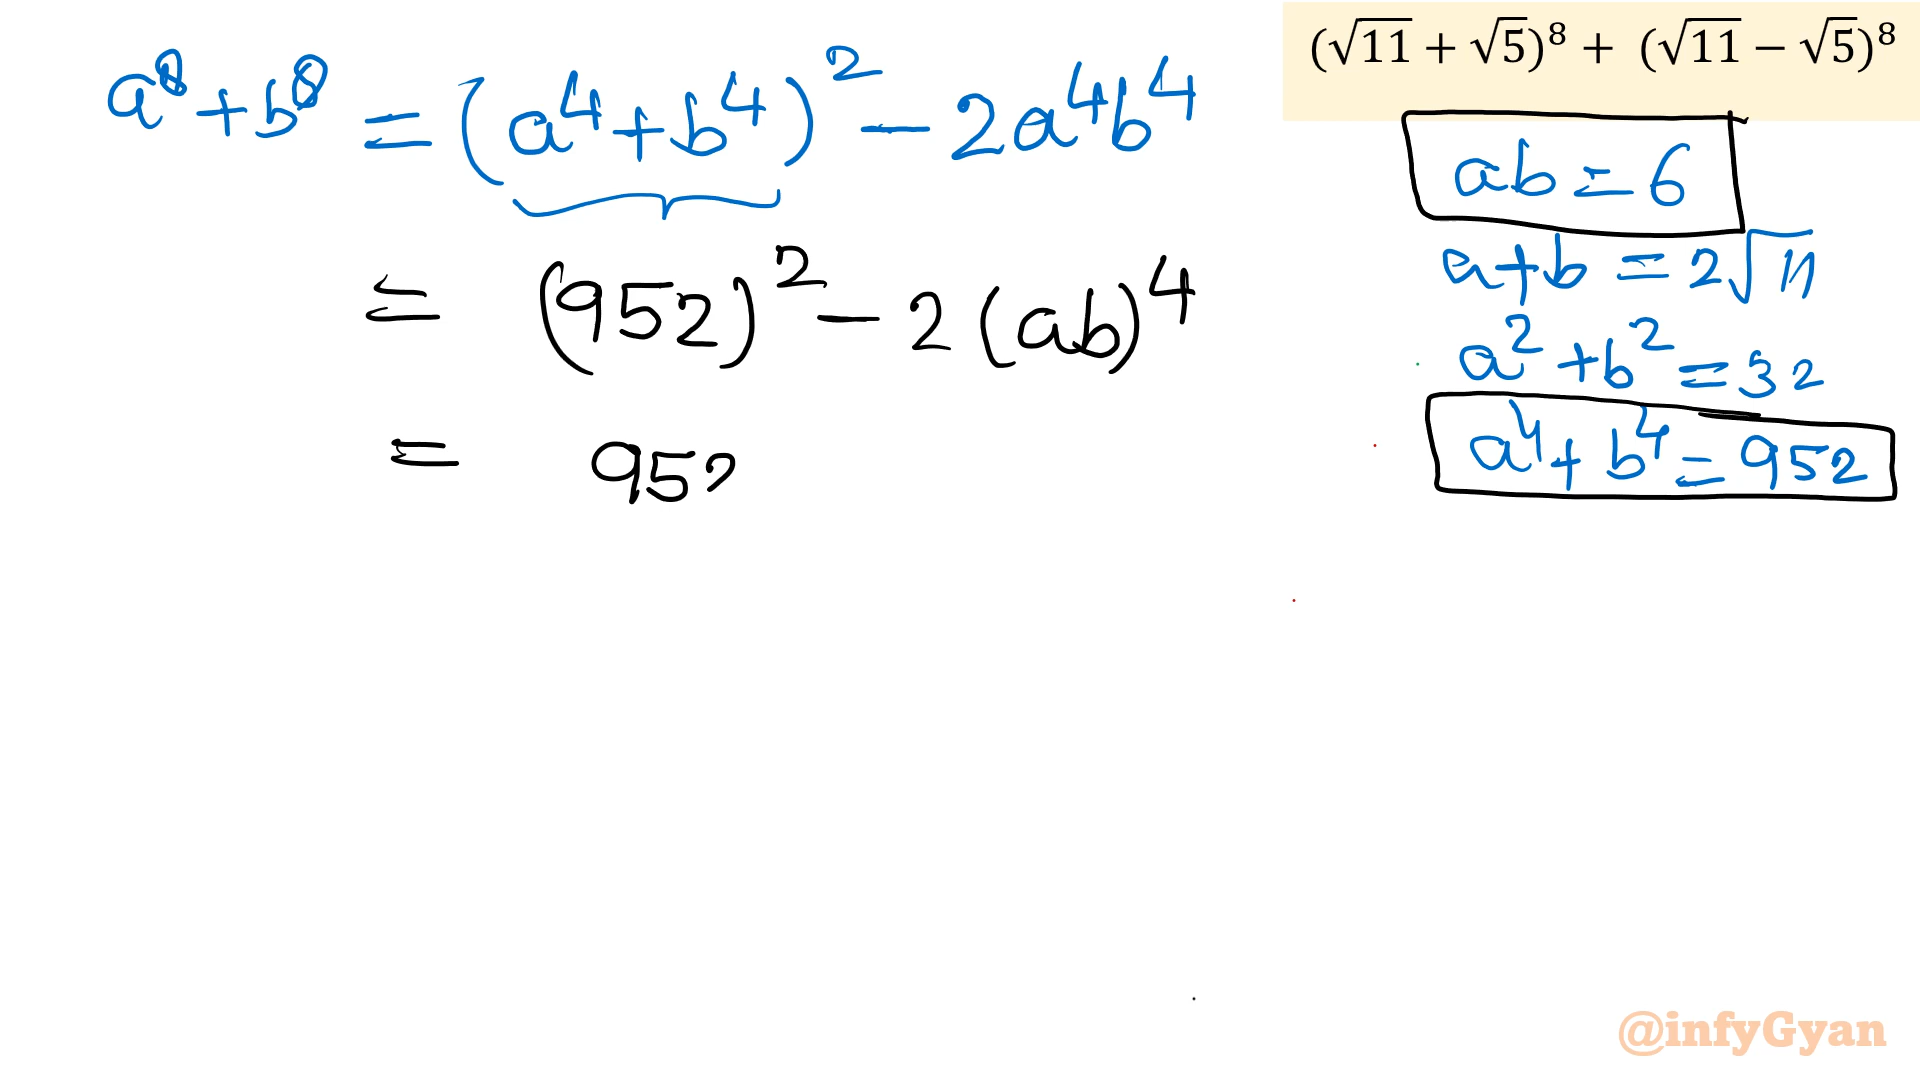 (√11 + √5)⁸ + (√11 − √5)⁸
a⁸ + b⁸ = (a⁴ + b⁴)² − 2a⁴b⁴
= (952)² − 2(ab)⁴
= 952
ab = 6
a + b = 2√11
a² + b² = 32
a⁴ + b⁴ = 952
@infyGyan